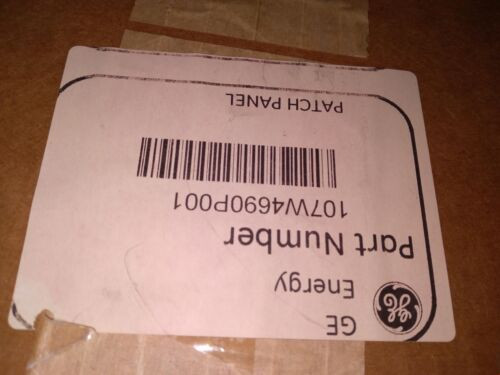 GE
Energy
Part Number
107W4690P001
PATCH PANEL